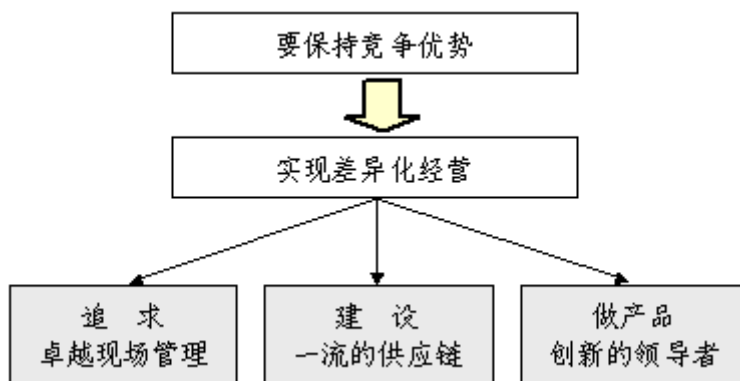 要保持竞争优势
实现差异化经营
追 求
卓越现场管理
建 设
一流的供应链
做产品
创新的领导者